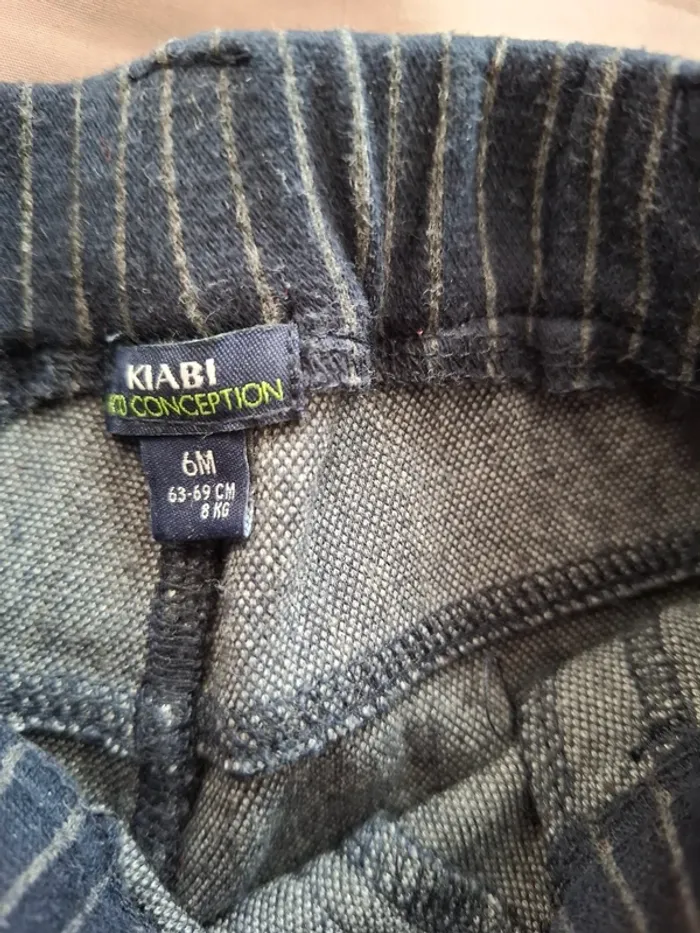 KIABI
CONCEPTION
6M
63-69 CM
8 KG